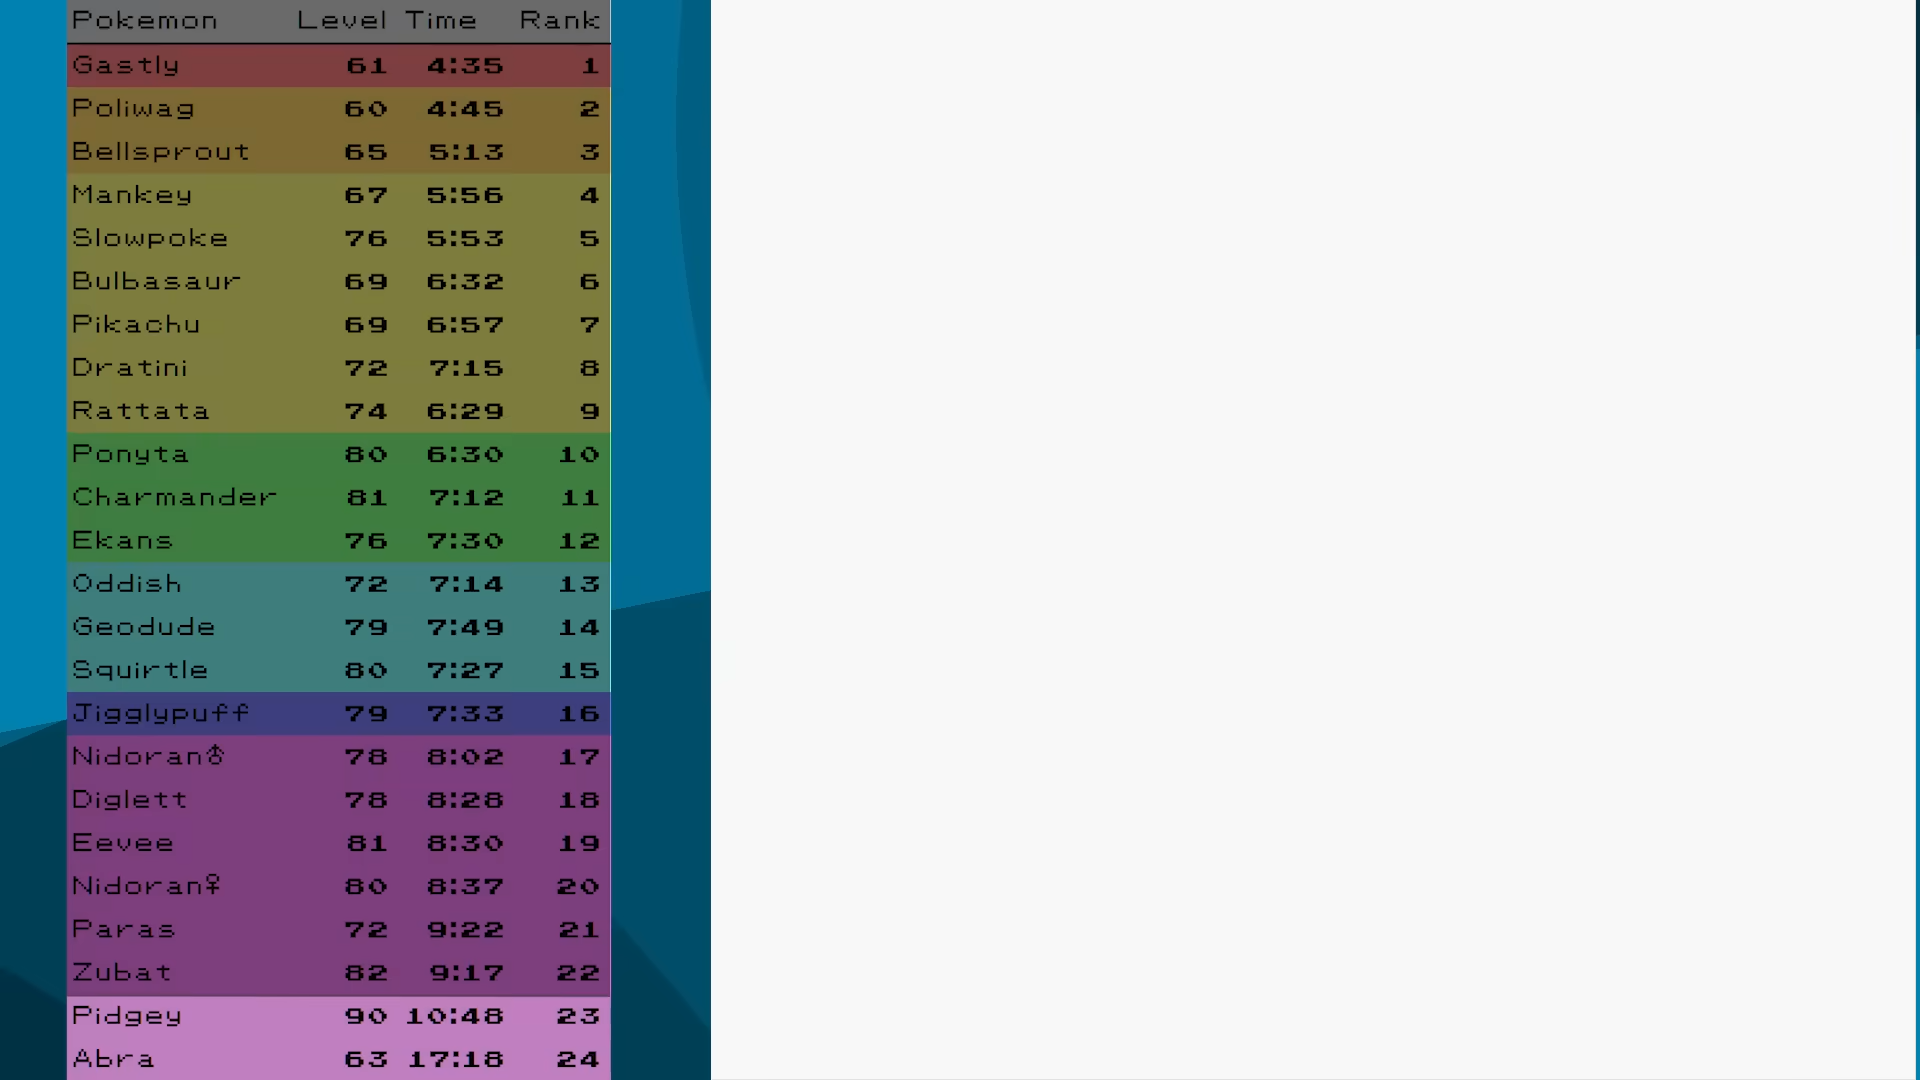 Pokemon Level Time Rank
Gastly 61 4:35 1
Poliwag 60 4:45 2
Bellsprout 65 5:13 3
Mankey 67 5:56 4
Slowpoke 76 5:53 5
Bulbasaur 69 6:32 6
Pikachu 69 6:57 7
Dratini 72 7:15 8
Rattata 74 6:29 9
Ponyta 80 6:30 10
Charmander 81 7:12 11
Ekans 76 7:30 12
Oddish 72 7:14 13
Geodude 79 7:49 14
Squirtle 80 7:27 15
Jigglypuff 79 7:33 16
Nidoran♂ 78 8:02 17
Diglett 78 8:28 18
Eevee 81 8:30 19
Nidoran♀ 80 8:37 20
Paras 72 9:22 21
Zubat 82 9:17 22
Pidgey 90 10:48 23
Abra 63 17:18 24